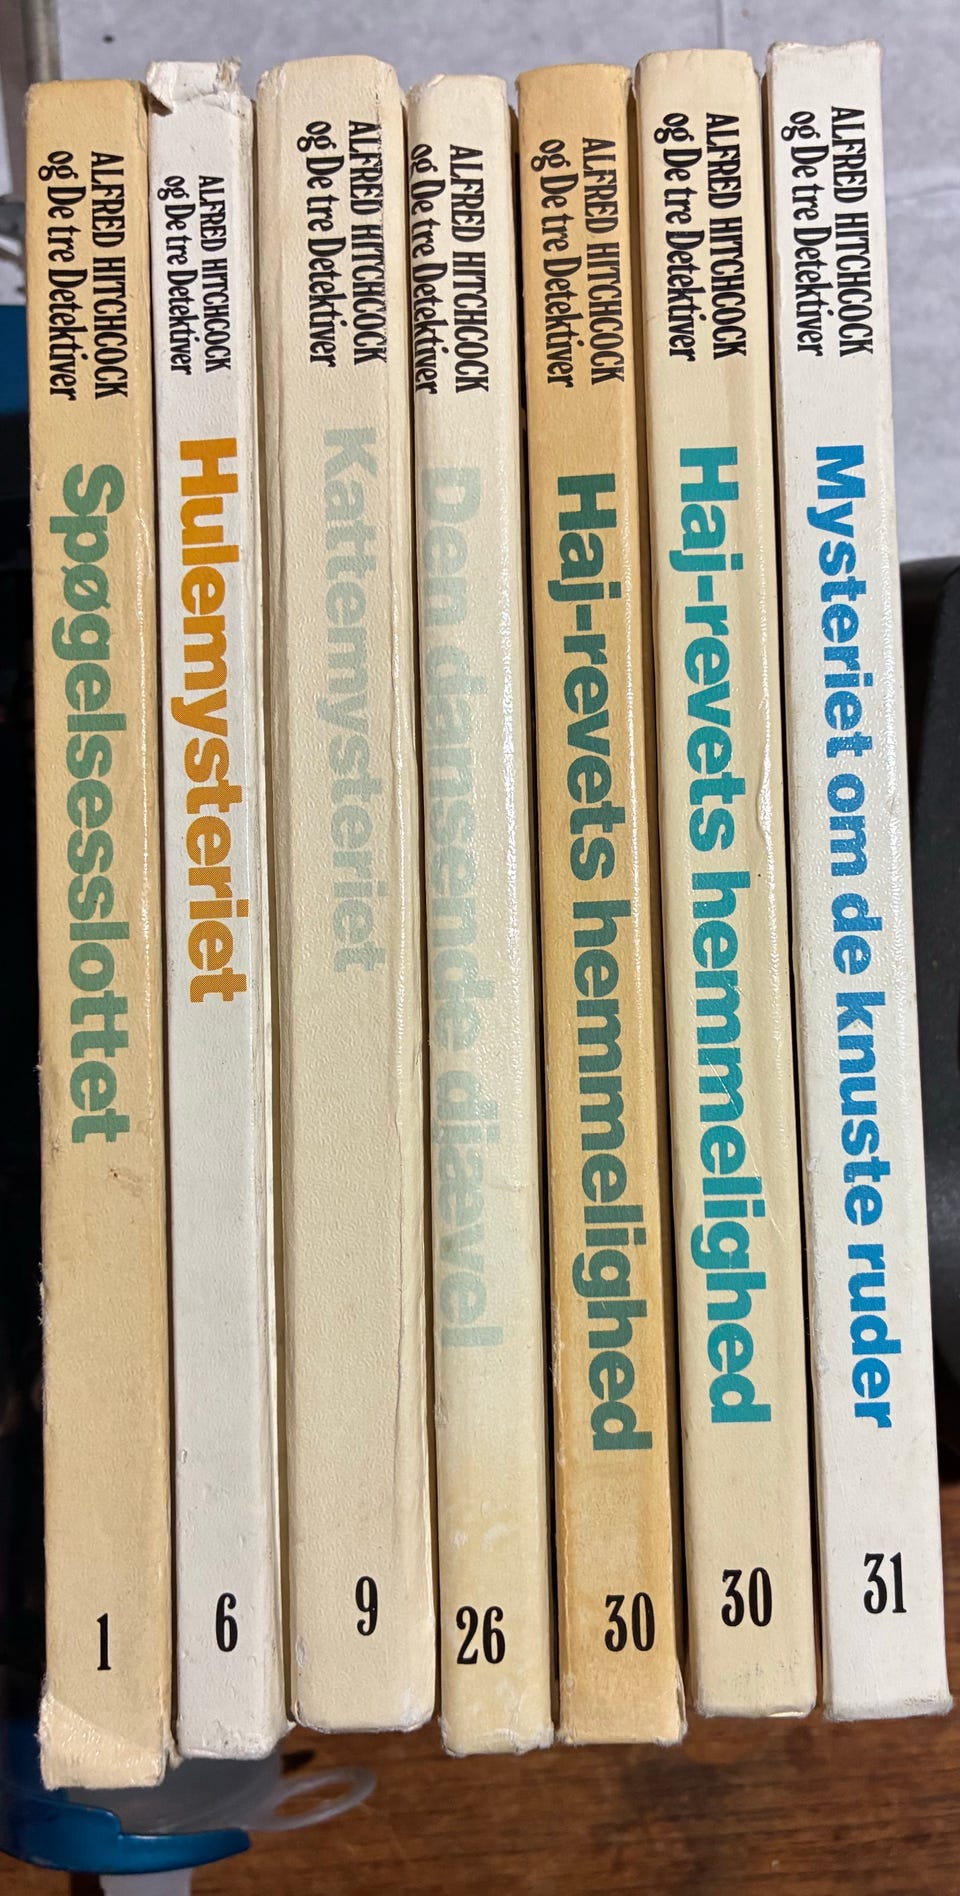 ALFRED HITCHCOCK
og De tre Detektiver
Spøgelsesslottet
1
ALFRED HITCHCOCK
og De tre Detektiver
Hulemysteriet
6
ALFRED HITCHCOCK
og De tre Detektiver
Kattemysteriet
9
ALFRED HITCHCOCK
og De tre Detektiver
Den dansende djævel
26
ALFRED HITCHCOCK
og De tre Detektiver
Haj-revets hemmelighed
30
ALFRED HITCHCOCK
og De tre Detektiver
Haj-revets hemmelighed
30
ALFRED HITCHCOCK
og De tre Detektiver
Mysteriet om de knuste ruder
31